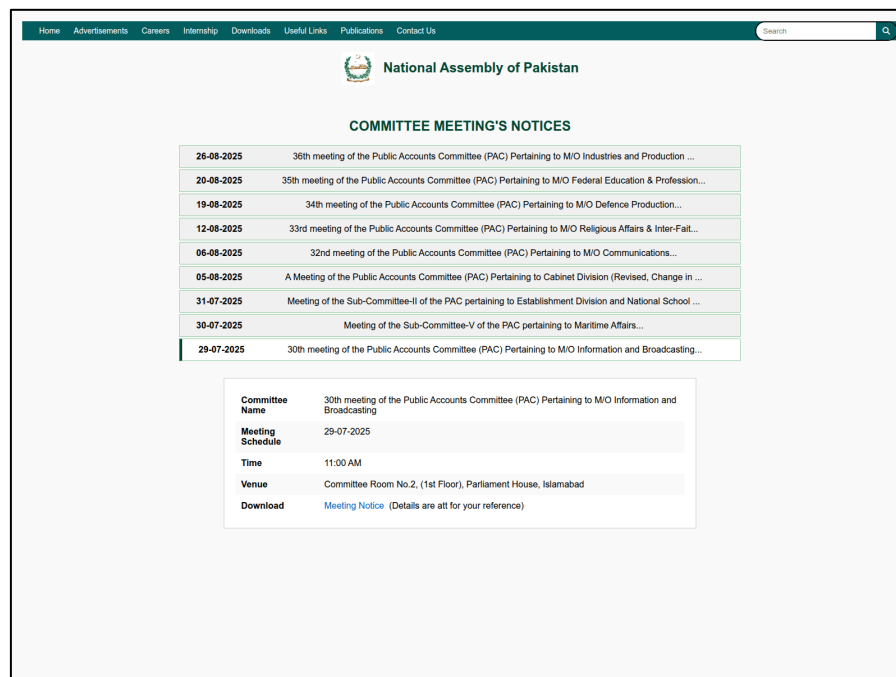 Home Advertisements Careers Internship Downloads Useful Links Publications Contact Us Search
National Assembly of Pakistan
COMMITTEE MEETING'S NOTICES
26-08-2025 36th meeting of the Public Accounts Committee (PAC) Pertaining to M/O Industries and Production ...
20-08-2025 35th meeting of the Public Accounts Committee (PAC) Pertaining to M/O Federal Education & Profession...
19-08-2025 34th meeting of the Public Accounts Committee (PAC) Pertaining to M/O Defence Production...
12-08-2025 33rd meeting of the Public Accounts Committee (PAC) Pertaining to M/O Religious Affairs & Inter-Fait...
06-08-2025 32nd meeting of the Public Accounts Committee (PAC) Pertaining to M/O Communications...
05-08-2025 A Meeting of the Public Accounts Committee (PAC) Pertaining to Cabinet Division (Revised, Change in ...
31-07-2025 Meeting of the Sub-Committee-II of the PAC pertaining to Establishment Division and National School ...
30-07-2025 Meeting of the Sub-Committee-V of the PAC pertaining to Maritime Affairs...
29-07-2025 30th meeting of the Public Accounts Committee (PAC) Pertaining to M/O Information and Broadcasting...
Committee Name 30th meeting of the Public Accounts Committee (PAC) Pertaining to M/O Information and Broadcasting
Meeting Schedule 29-07-2025
Time 11:00 AM
Venue Committee Room No.2, (1st Floor), Parliament House, Islamabad
Download Meeting Notice (Details are att for your reference)